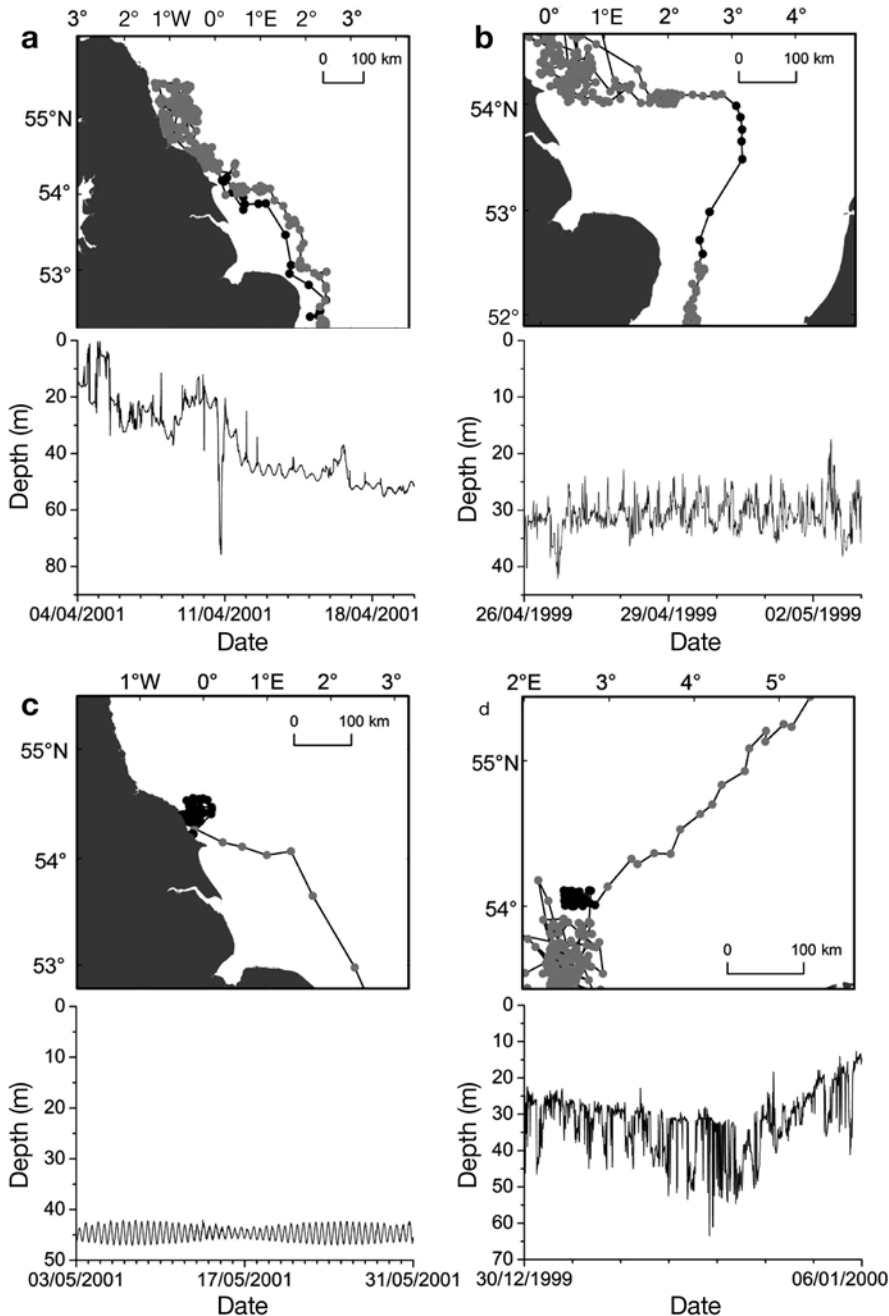 3° 2° 1°W 0° 1°E 2° 3°
a
0 100 km
55°N
54°
53°
0
20
40
60
80
Depth (m)
04/04/2001 11/04/2001 18/04/2001
Date
0° 1°E 2° 3° 4°
b
0 100 km
54°N
53°
52°
0
10
20
30
40
Depth (m)
26/04/1999 29/04/1999 02/05/1999
Date
1°W 0° 1°E 2° 3°
c
0 100 km
55°N
54°
53°
0
10
20
30
40
50
Depth (m)
03/05/2001 17/05/2001 31/05/2001
Date
2°E 3° 4° 5°
d
55°N
54°
0 100 km
0
10
20
30
40
50
60
70
Depth (m)
30/12/1999 06/01/2000
Date